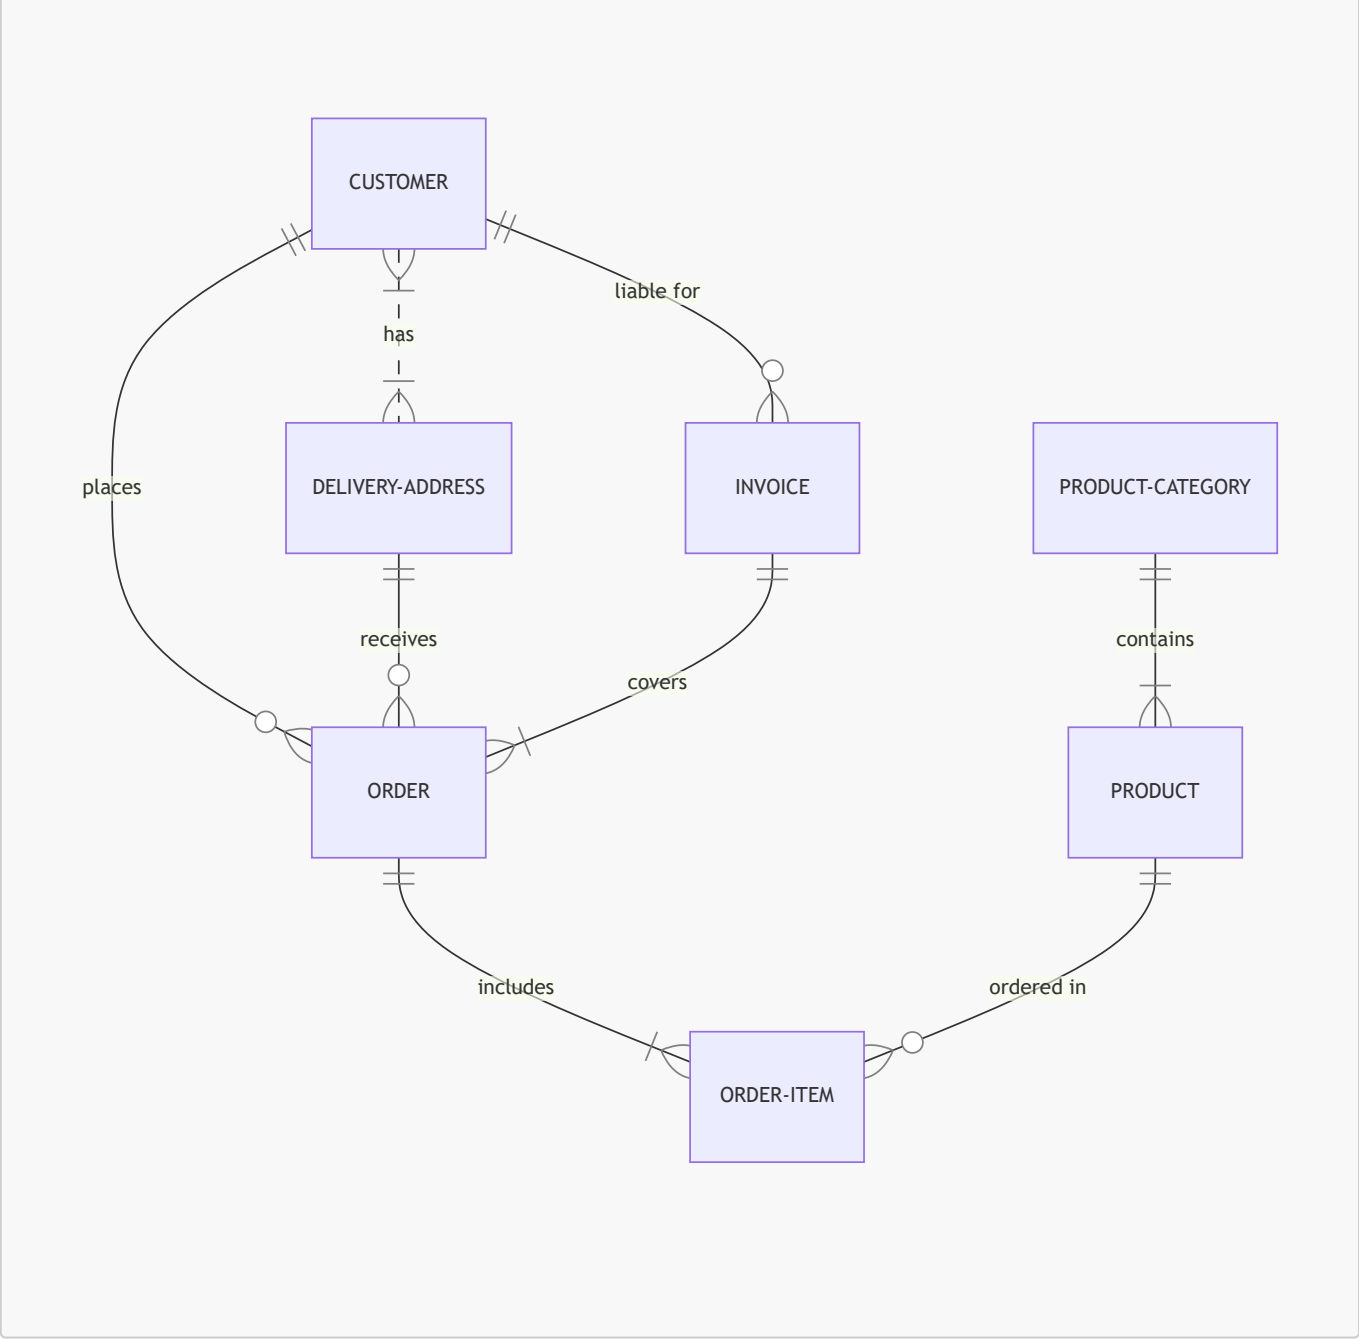 CUSTOMER
liable for
has
places
DELIVERY-ADDRESS
INVOICE
PRODUCT-CATEGORY
receives
contains
covers
ORDER
PRODUCT
includes
ordered in
ORDER-ITEM